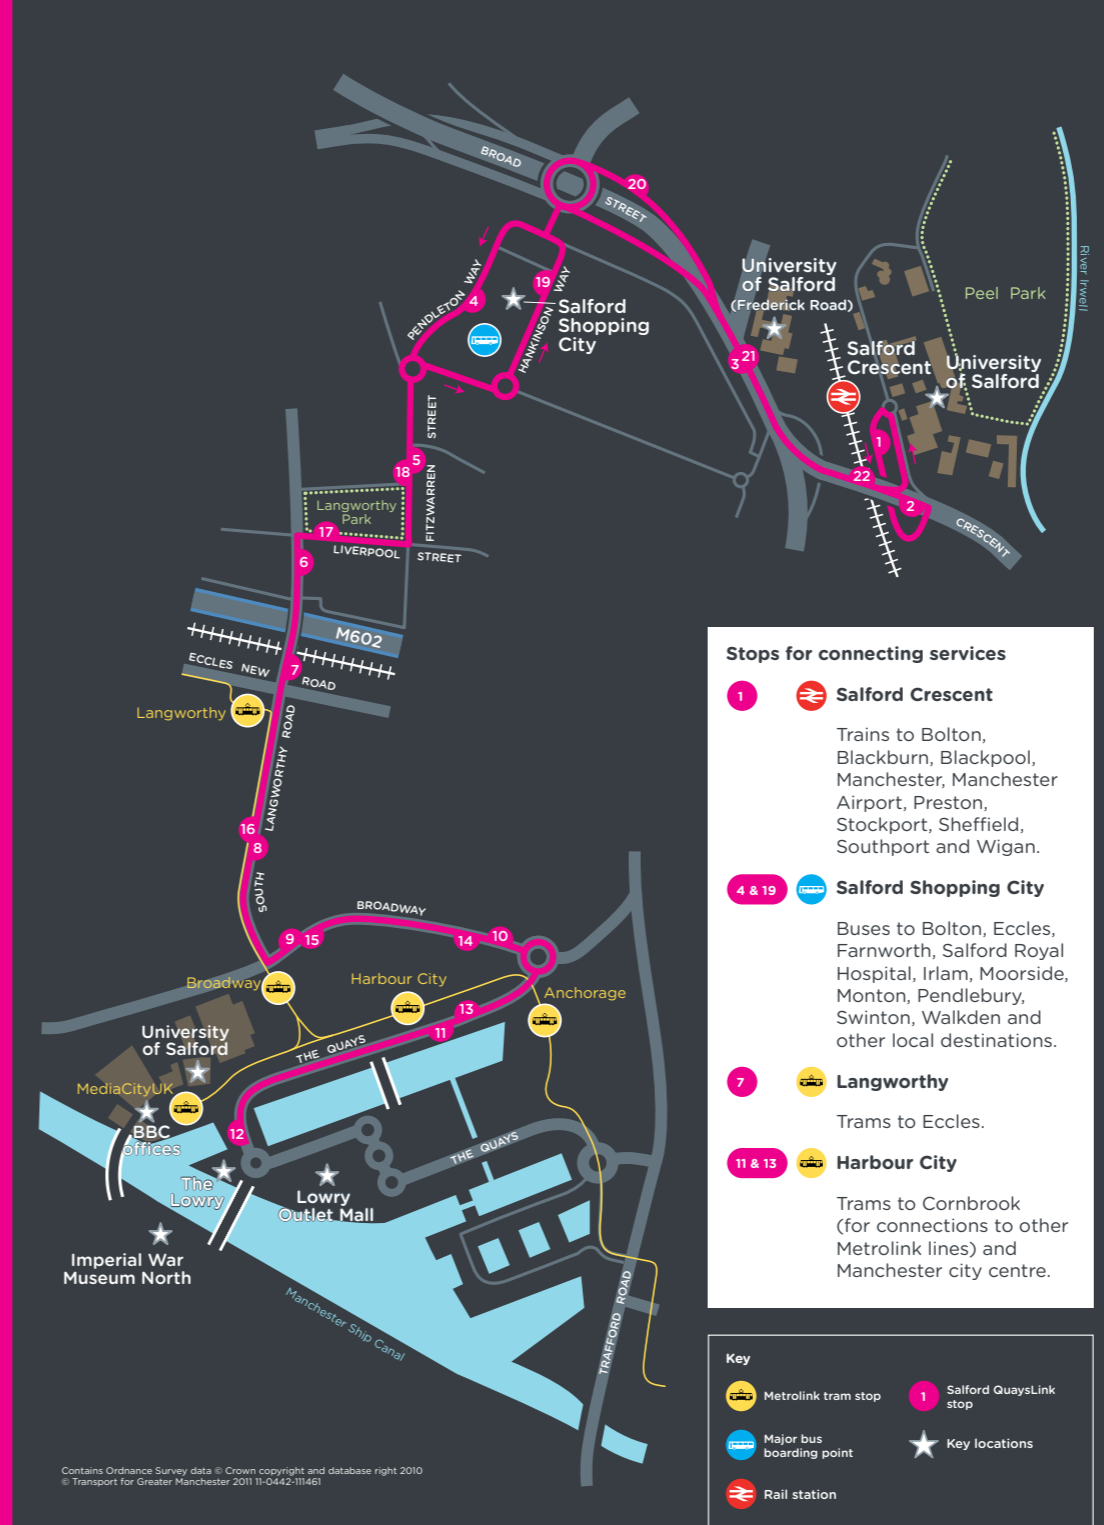 BROAD
STREET
20
PENDLETON WAY
4
19
HANKINSON WAY
Salford
Shopping
City
University
of Salford
(Frederick Road)
3
21
Salford
Crescent
University
of Salford
Peel Park
River Irwell
1
22
2
CRESCENT
STREET
FITZWARREN
5
18
Langworthy
Park
17
LIVERPOOL
STREET
6
M602
7
ECCLES NEW
ROAD
Langworthy
LANGWORTHY ROAD
SOUTH
16
8
BROADWAY
9
15
14
10
Broadway
Harbour City
Anchorage
13
11
THE QUAYS
University
of Salford
MediaCityUK
BBC
offices
12
The
Lowry
Lowry
Outlet Mall
THE QUAYS
Imperial War
Museum North
Manchester Ship Canal
TRAFFORD ROAD
Stops for connecting services
1
Salford Crescent
Trains to Bolton,
Blackburn, Blackpool,
Manchester, Manchester
Airport, Preston,
Stockport, Sheffield,
Southport and Wigan.
4 & 19
Salford Shopping City
Buses to Bolton, Eccles,
Farnworth, Salford Royal
Hospital, Irlam, Moorside,
Monton, Pendlebury,
Swinton, Walkden and
other local destinations.
7
Langworthy
Trams to Eccles.
11 & 13
Harbour City
Trams to Cornbrook
(for connections to other
Metrolink lines) and
Manchester city centre.
Key
Metrolink tram stop
1
Salford QuaysLink
stop
Major bus
boarding point
Key locations
Rail station
Contains Ordnance Survey data © Crown copyright and database right 2010
© Transport for Greater Manchester 2011 11-0442-111461